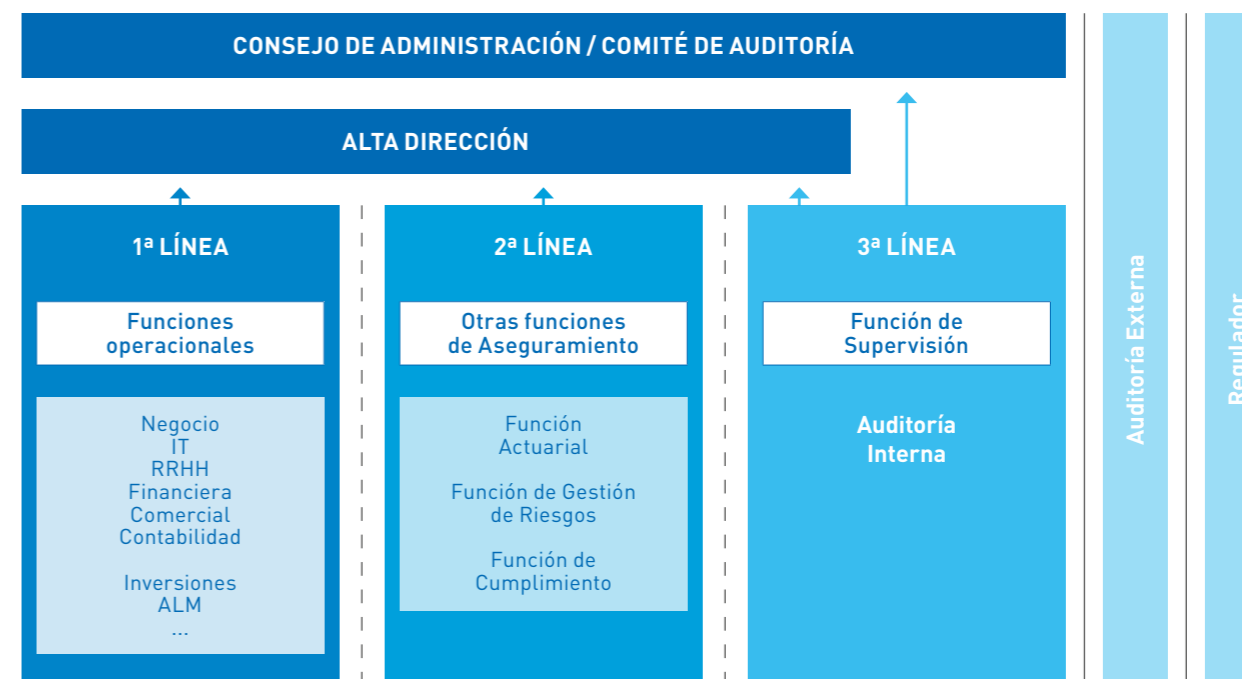 CONSEJO DE ADMINISTRACIÓN / COMITÉ DE AUDITORÍA
ALTA DIRECCIÓN
1ª LÍNEA
Funciones
operacionales
Negocio
IT
RRHH
Financiera
Comercial
Contabilidad
Inversiones
ALM
...
2ª LÍNEA
Otras funciones
de Aseguramiento
Función
Actuarial
Función de Gestión
de Riesgos
Función de
Cumplimiento
3ª LÍNEA
Función de
Supervisión
Auditoría
Interna
Auditoría Externa
Regulador